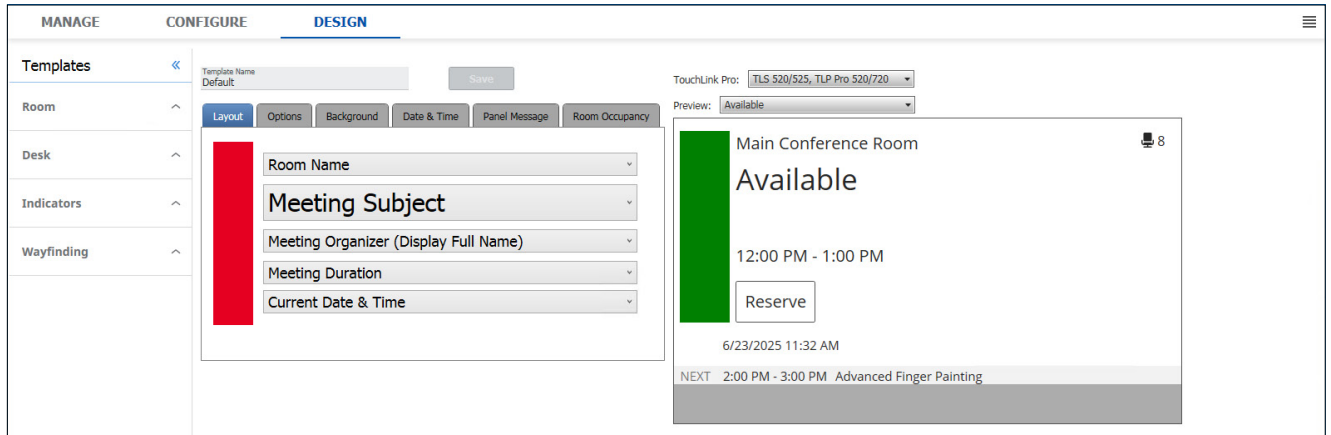 MANAGE CONFIGURE DESIGN
Templates
Room
Desk
Indicators
Wayfinding
Template Name
Default
Save
Layout Options Background Date & Time Panel Message Room Occupancy
Room Name
Meeting Subject
Meeting Organizer (Display Full Name)
Meeting Duration
Current Date & Time
TouchLink Pro: TLS 520/525, TLP Pro 520/720
Preview: Available
Main Conference Room 8
Available
12:00 PM - 1:00 PM
Reserve
6/23/2025 11:32 AM
NEXT 2:00 PM - 3:00 PM Advanced Finger Painting